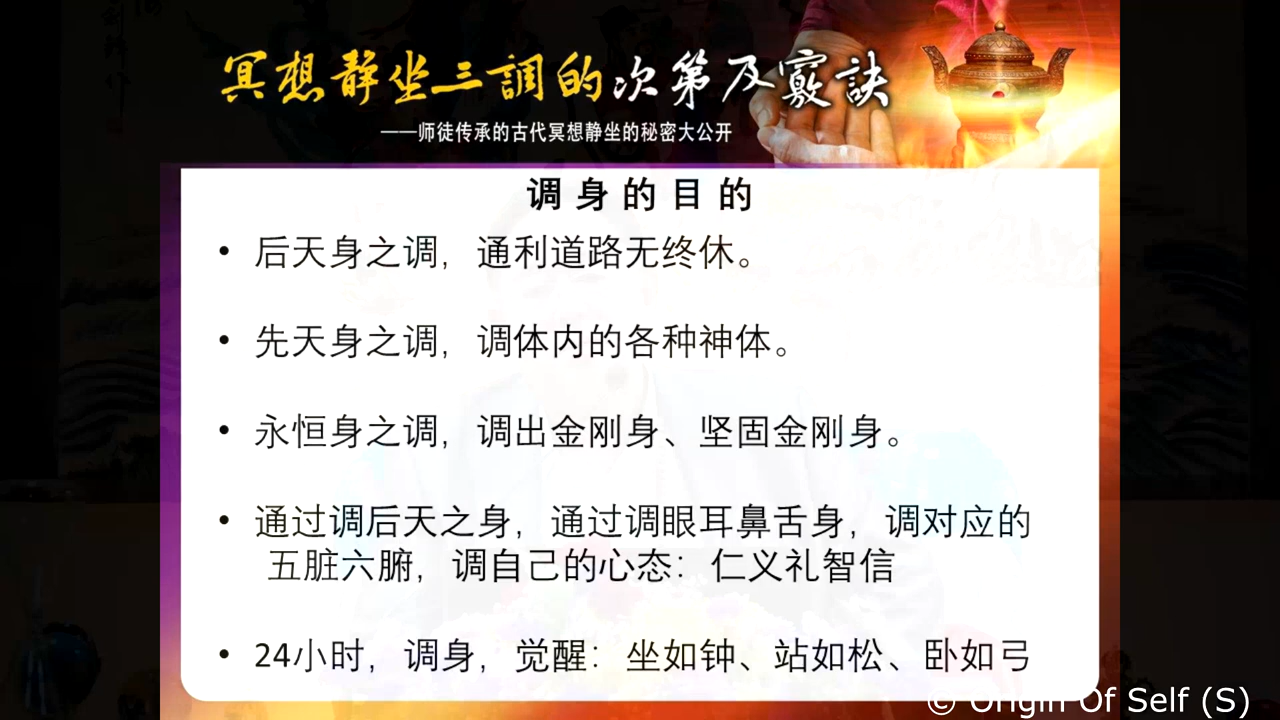 冥想静坐三調的次第及竅訣
——师徒传承的古代冥想静坐的秘密大公开
调身的目的
• 后天身之调，通利道路无终休。
• 先天身之调，调体内的各种神体。
• 永恒身之调，调出金刚身、坚固金刚身。
• 通过调后天之身，通过调眼耳鼻舌身，调对应的
五脏六腑，调自己的心态：仁义礼智信
• 24小时，调身，觉醒：坐如钟、站如松、卧如弓
© Origin Of Self (S)